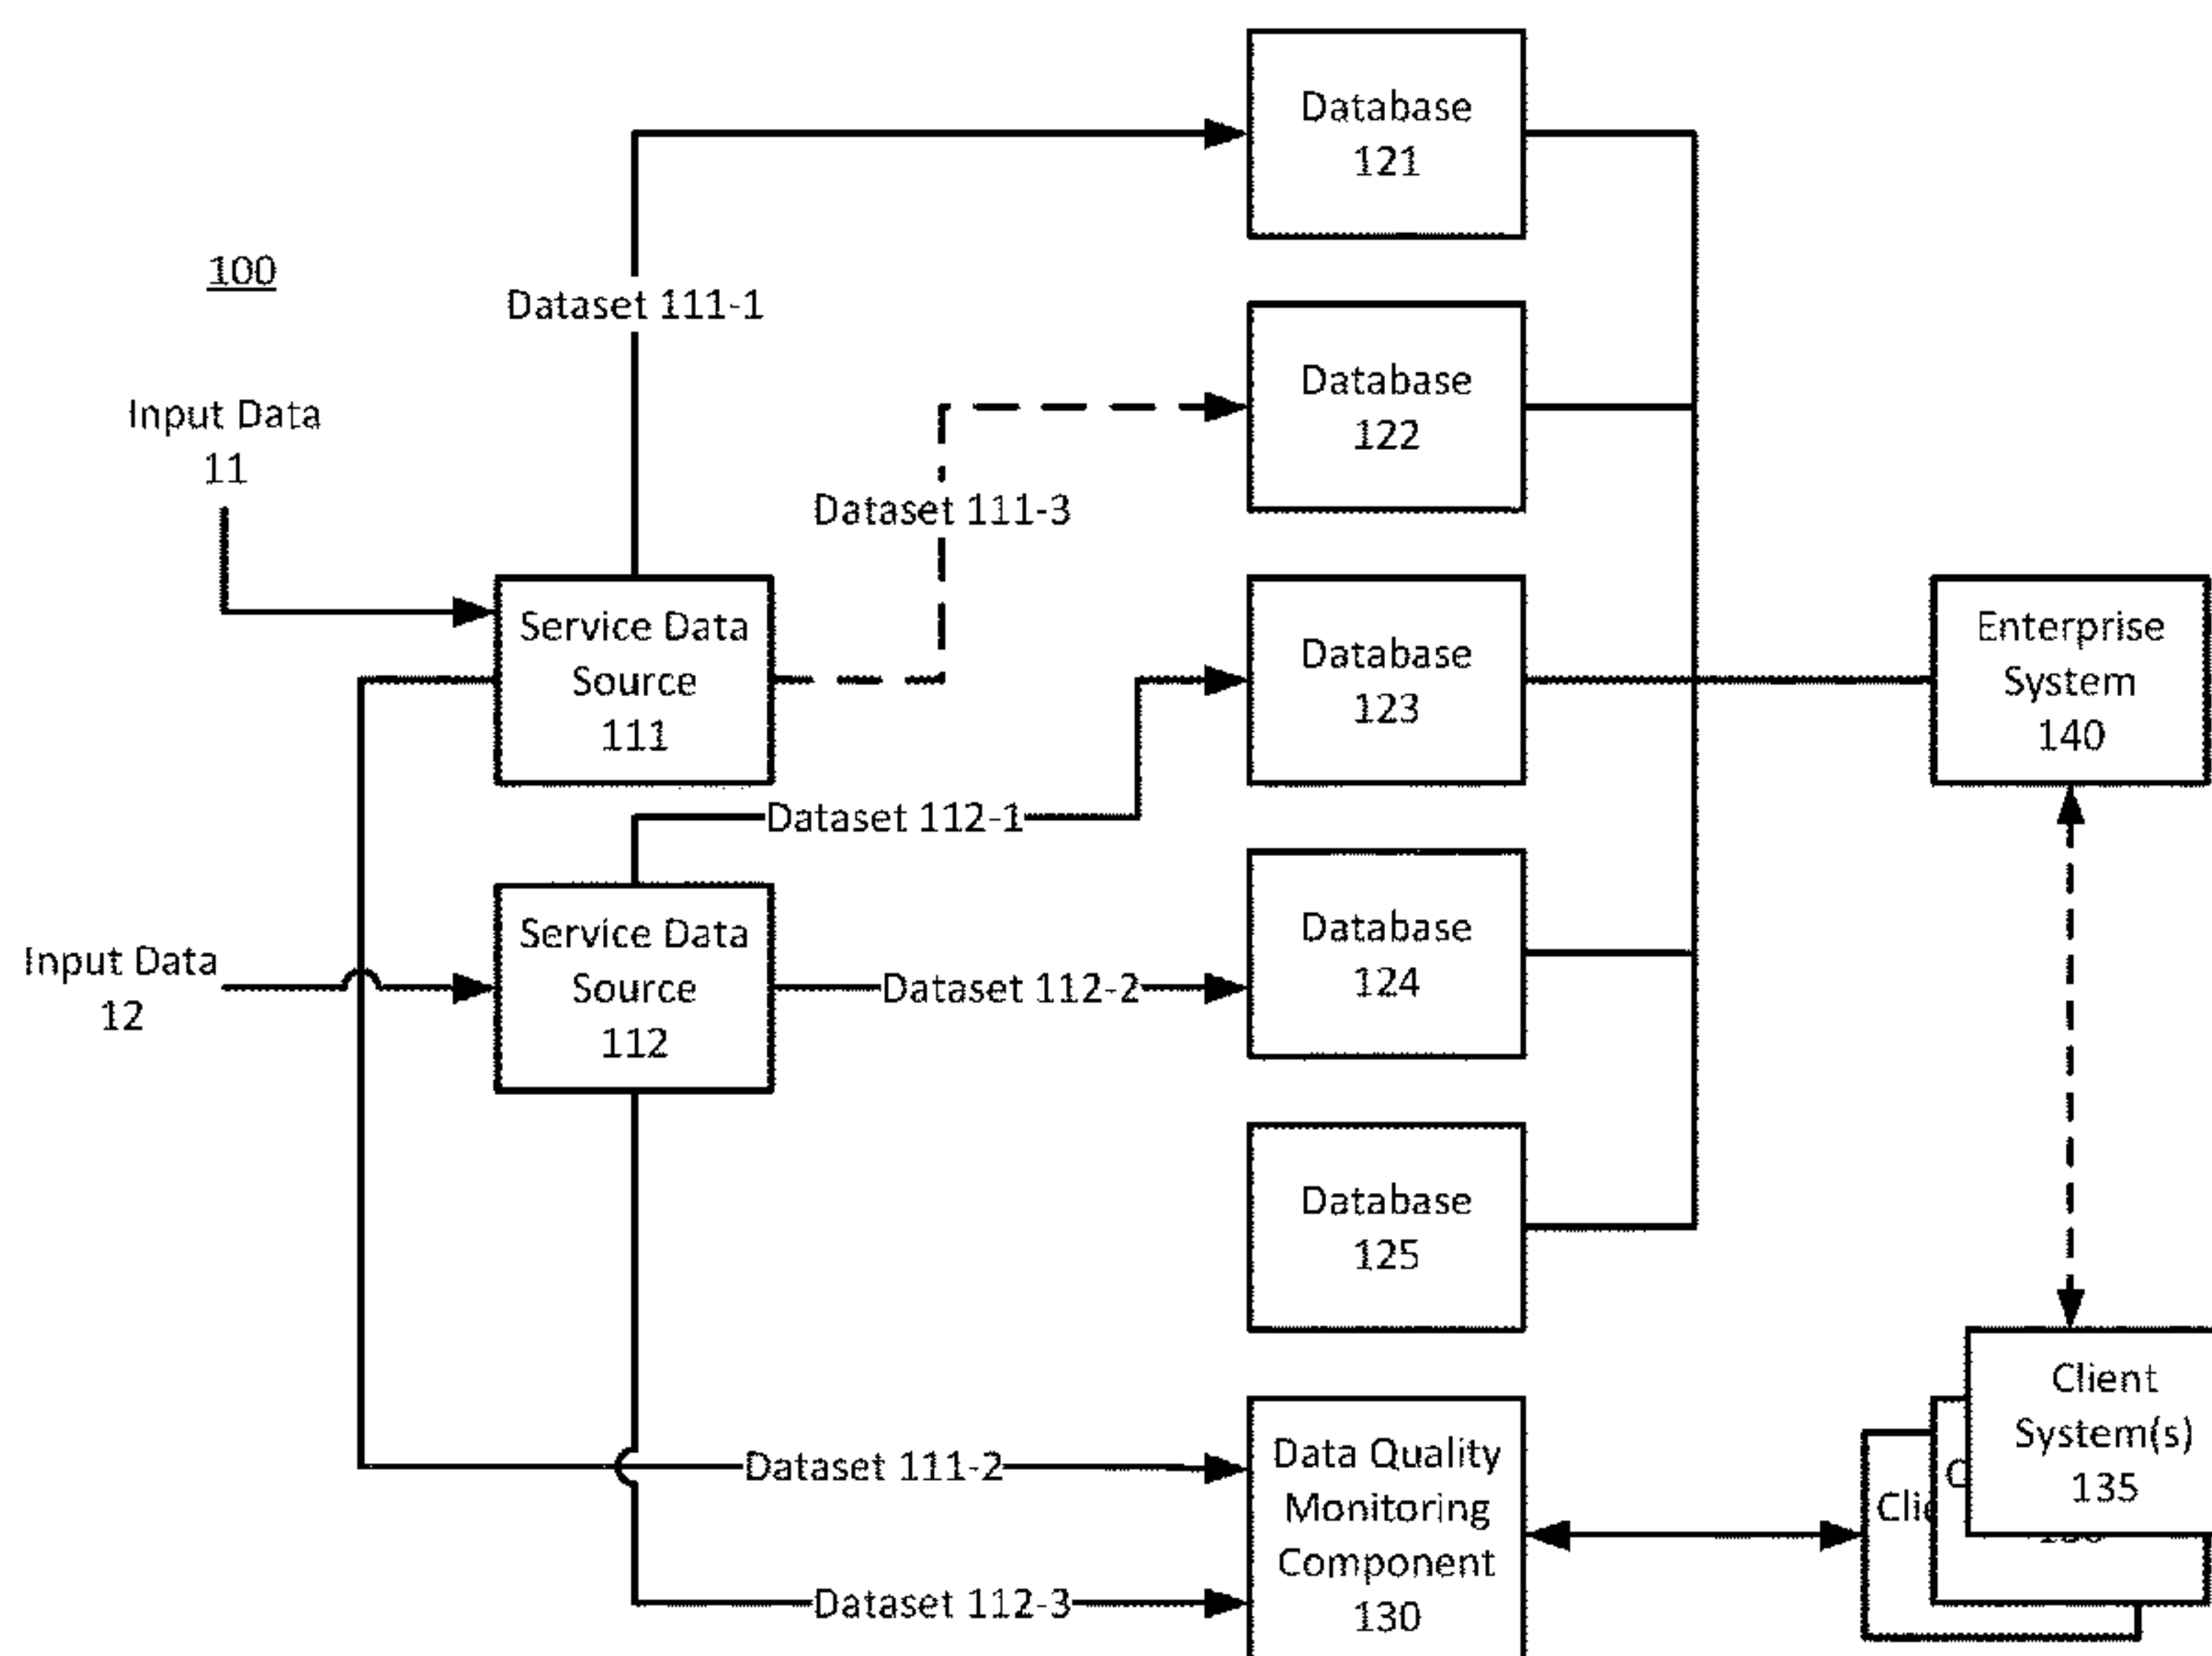 Database
121
100
Dataset 111-1
Database
122
Input Data
11
Dataset 111-3
Service Data
Source
111
Database
123
Enterprise
System
140
Dataset 112-1
Input Data
12
Service Data
Source
112
Dataset 112-2
Database
124
Database
125
Dataset 111-2
Dataset 112-3
Data Quality
Monitoring
Component
130
Client
System(s)
135